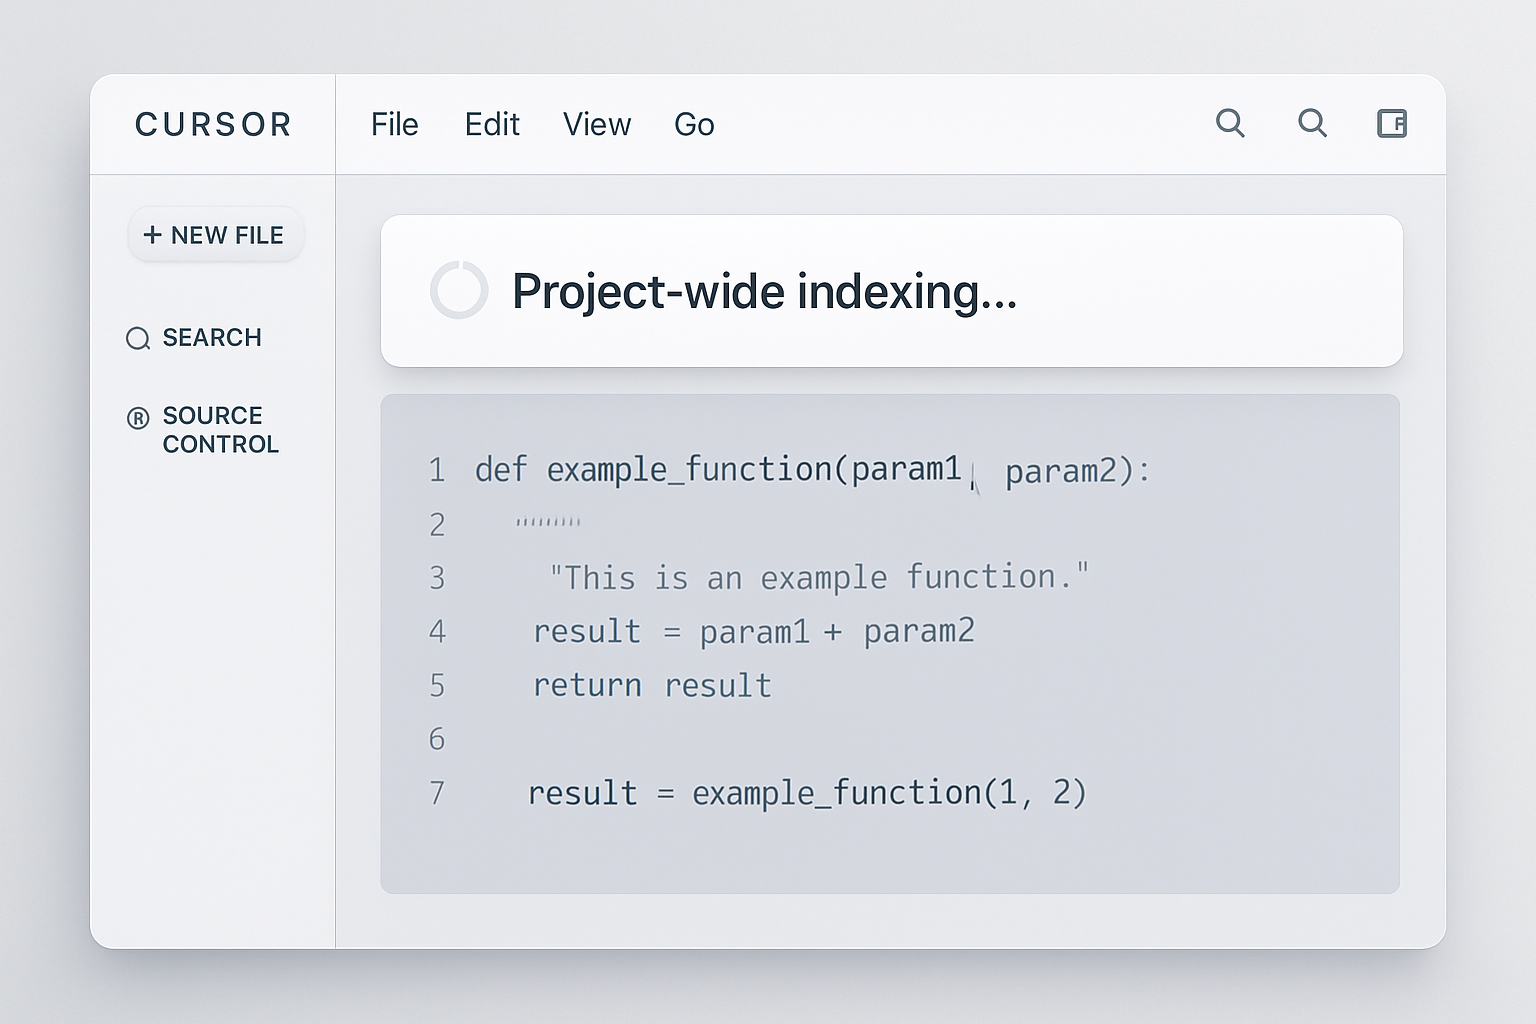 CURSOR
File Edit View Go
+ NEW FILE
SEARCH
SOURCE
CONTROL
Project-wide indexing...
1 def example_function(param1, param2):
2
3 "This is an example function."
4 result = param1 + param2
5 return result
6
7 result = example_function(1, 2)